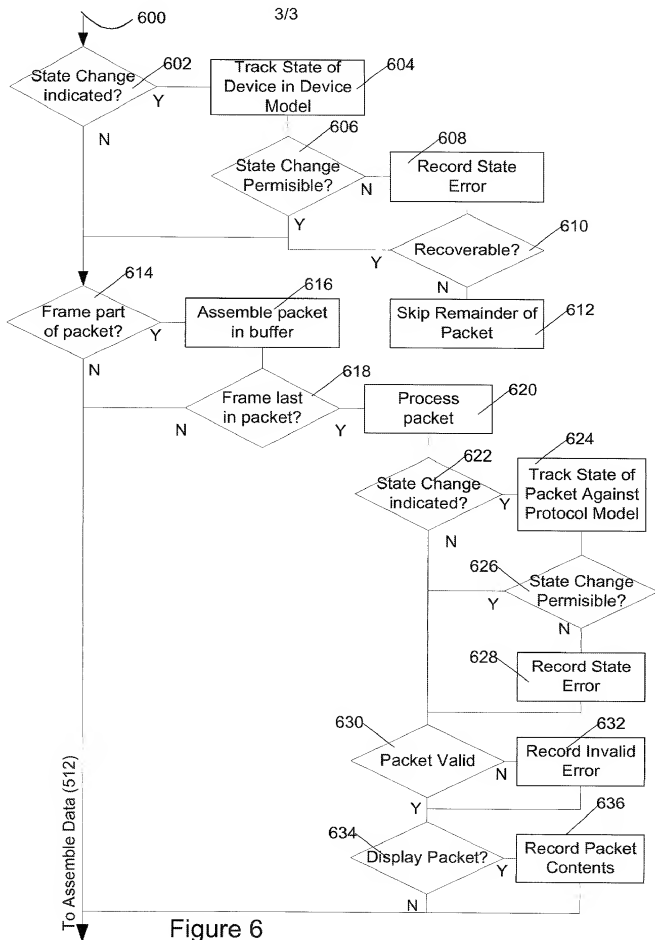 600
3/3
State Change
indicated?
602
Y
N
Track State of
Device in Device
Model
604
606
State Change
Permisible?
N
Y
608
Record State
Error
Recoverable?
610
Y
N
Skip Remainder of
Packet
612
614
Frame part
of packet?
Y
N
616
Assemble packet
in buffer
618
Frame last
in packet?
N
Y
Process
packet
620
622
State Change
indicated?
Y
N
624
Track State of
Packet Against
Protocol Model
626
State Change
Permisible?
Y
N
628
Record State
Error
630
Packet Valid
N
Y
632
Record Invalid
Error
634
Display Packet?
Y
N
636
Record Packet
Contents
To Assemble Data (512)
Figure 6